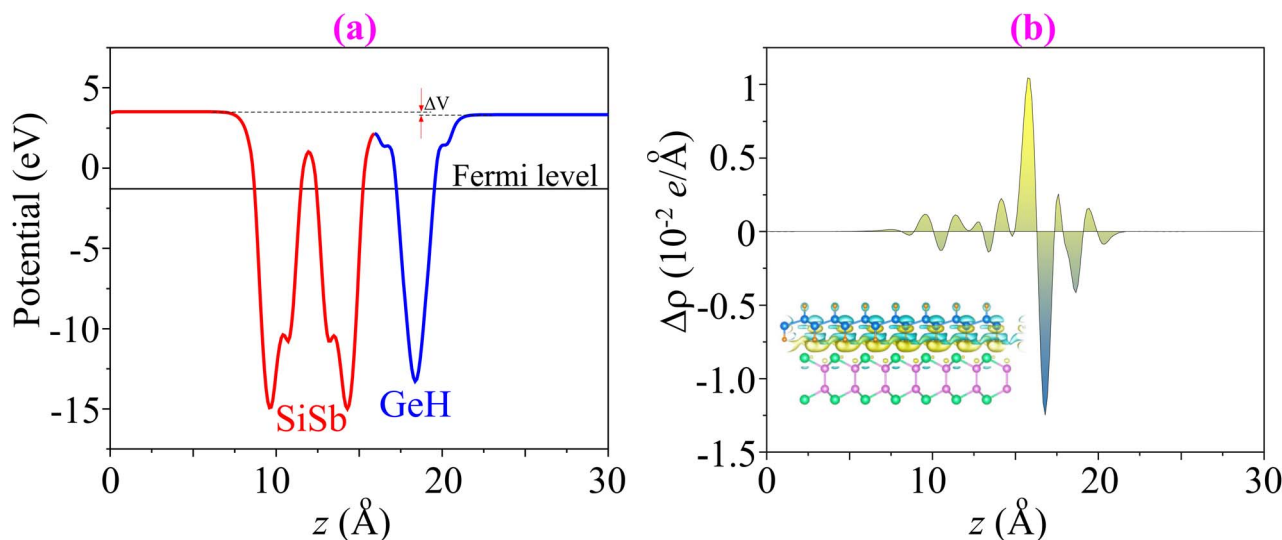 (a)
Potential (eV)
5
0
-5
-10
-15
ΔV
Fermi level
SiSb
GeH
0
10
20
30
z (Å)
(b)
Δρ (10⁻² e/Å)
1
0.5
0
-0.5
-1.0
-1.5
0
10
20
30
z (Å)